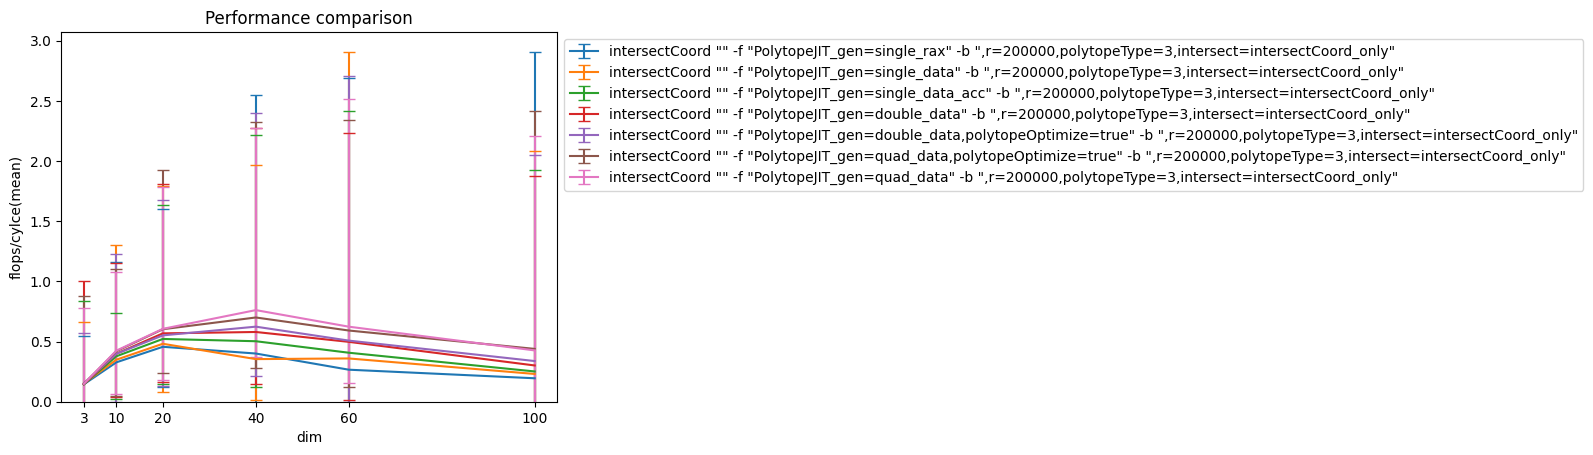 Performance comparison
flops/cylce(mean)
3.0
2.5
2.0
1.5
1.0
0.5
0.0
3 10 20 40 60 100
dim
intersectCoord "" -f "PolytopeJIT_gen=single_rax" -b ",r=200000,polytopeType=3,intersect=intersectCoord_only"
intersectCoord "" -f "PolytopeJIT_gen=single_data" -b ",r=200000,polytopeType=3,intersect=intersectCoord_only"
intersectCoord "" -f "PolytopeJIT_gen=single_data_acc" -b ",r=200000,polytopeType=3,intersect=intersectCoord_only"
intersectCoord "" -f "PolytopeJIT_gen=double_data" -b ",r=200000,polytopeType=3,intersect=intersectCoord_only"
intersectCoord "" -f "PolytopeJIT_gen=double_data,polytopeOptimize=true" -b ",r=200000,polytopeType=3,intersect=intersectCoord_only"
intersectCoord "" -f "PolytopeJIT_gen=quad_data,polytopeOptimize=true" -b ",r=200000,polytopeType=3,intersect=intersectCoord_only"
intersectCoord "" -f "PolytopeJIT_gen=quad_data" -b ",r=200000,polytopeType=3,intersect=intersectCoord_only"